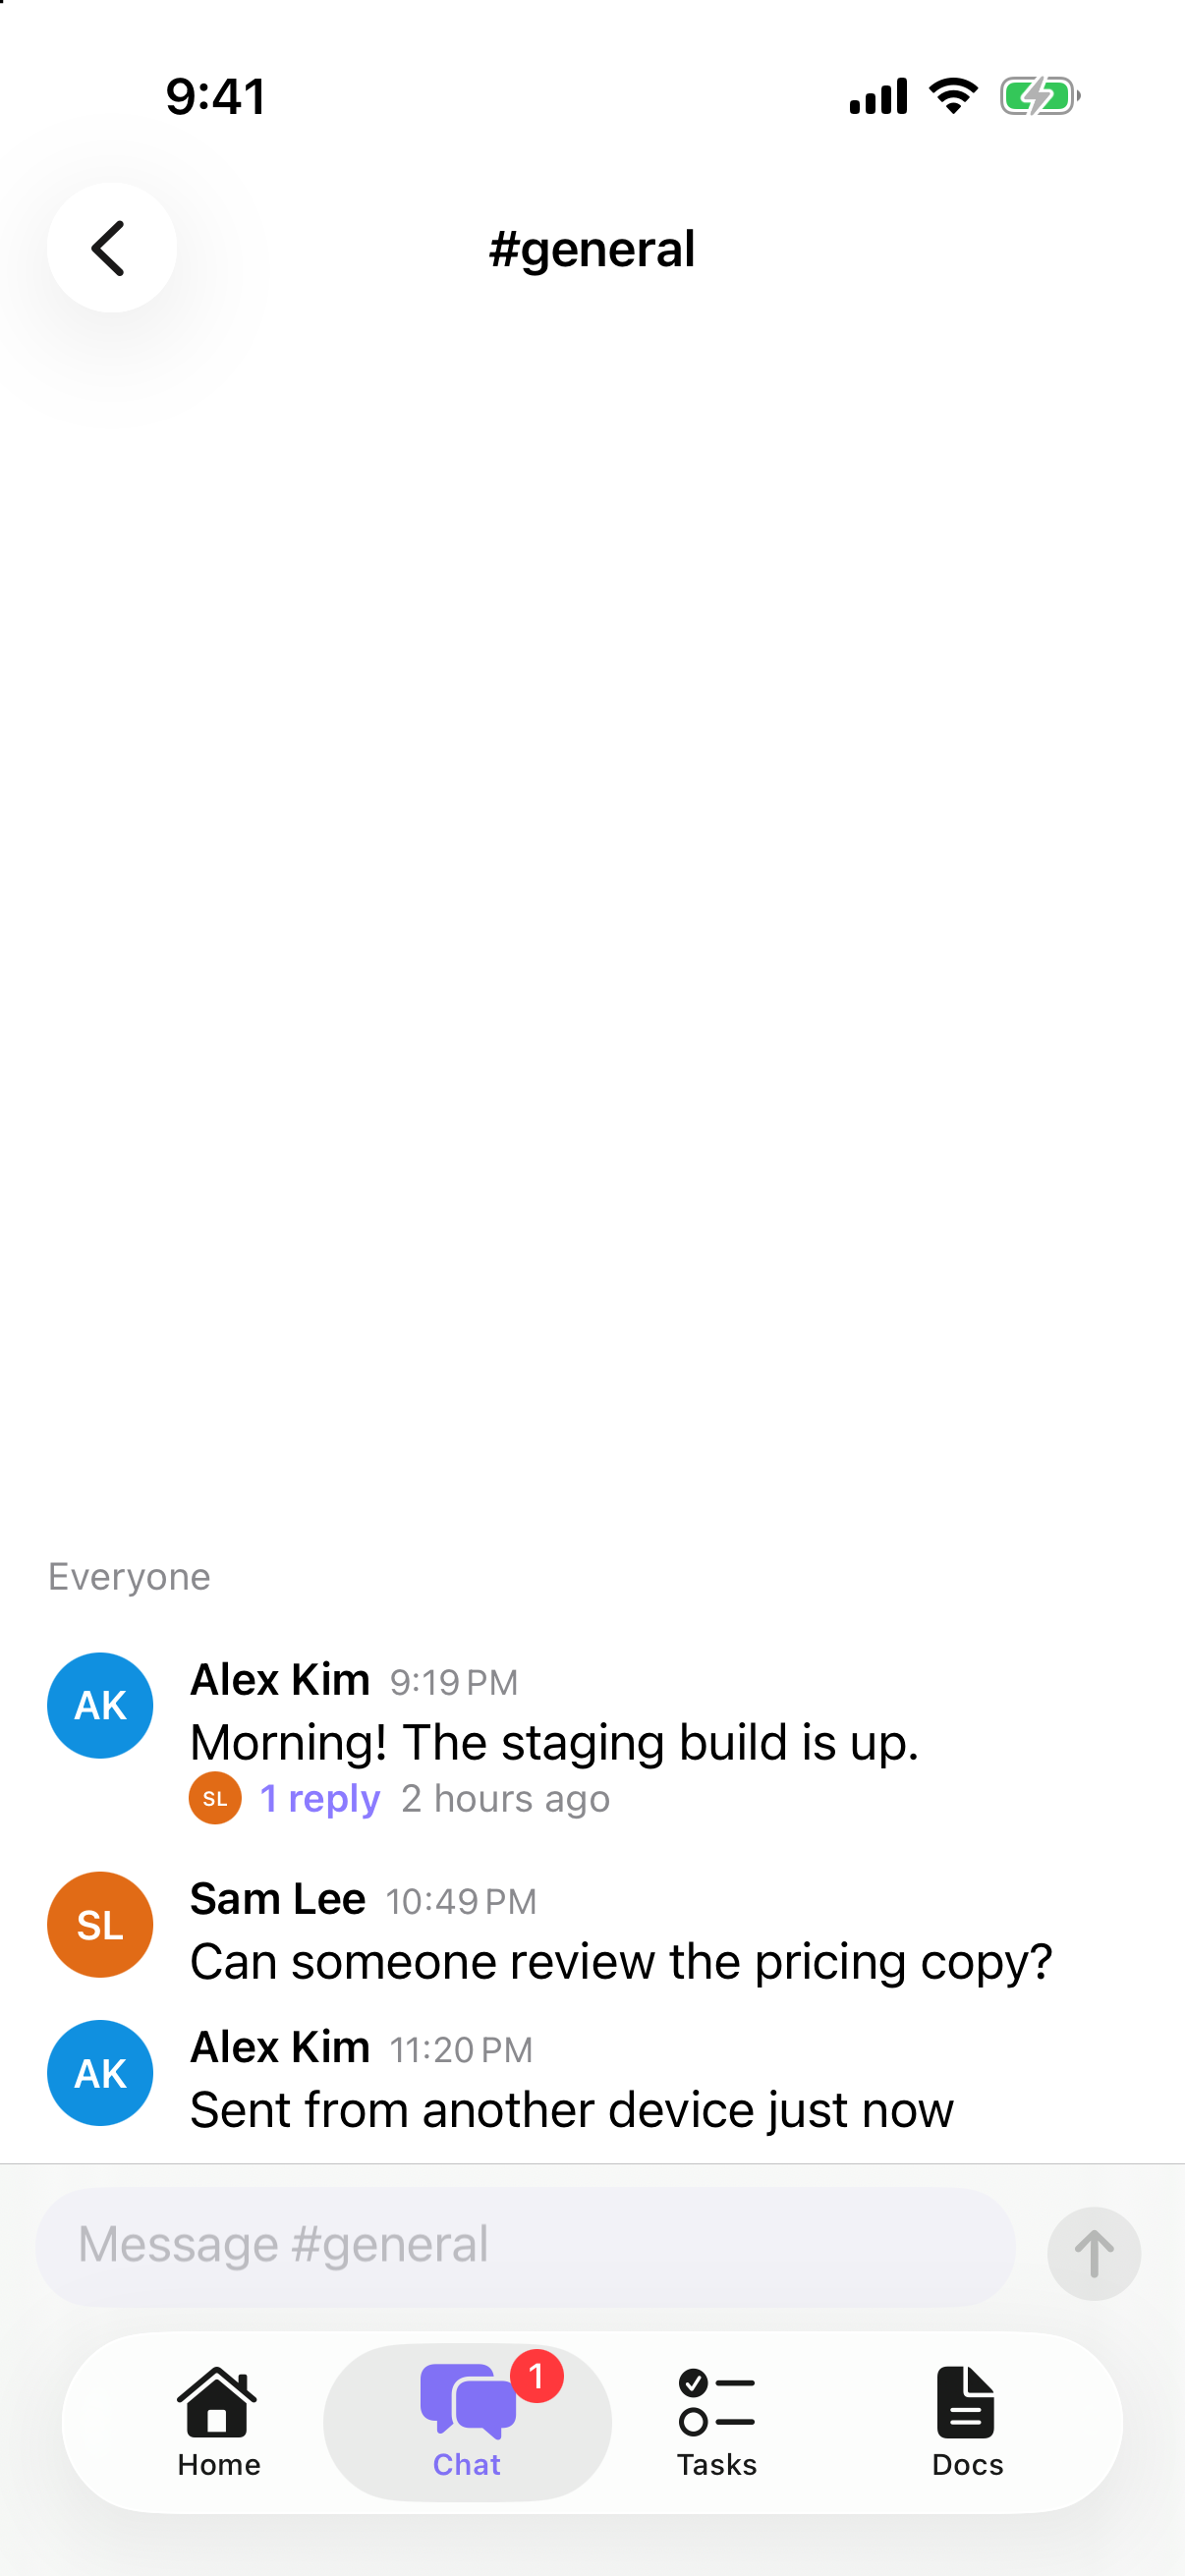 9:41
#general
Everyone
AK
Alex Kim 9:19 PM
Morning! The staging build is up.
SL 1 reply 2 hours ago
SL
Sam Lee 10:49 PM
Can someone review the pricing copy?
AK
Alex Kim 11:20 PM
Sent from another device just now
Message #general
1
Home Chat Tasks Docs